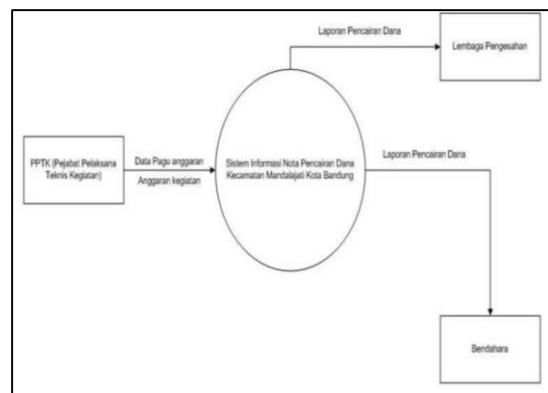 Laporan Pencairan Dana
Lembaga Pengesahan
PPTK (Pejabat Pelaksana
Teknis Kegiatan)
Data Pagu anggaran
Anggaran kegiatan
Sistem Informasi Nota Pencairan Dana
Kecamatan Mandalajati Kota Bandung
Laporan Pencairan Dana
Bendahara